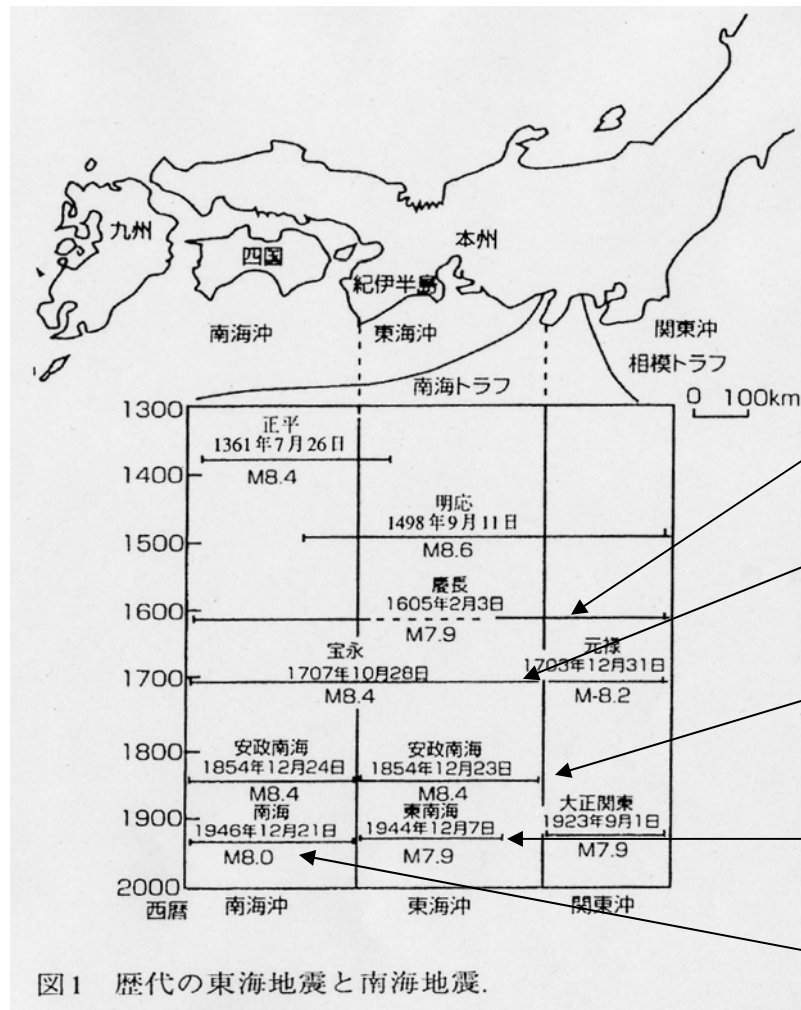 九州
四国
本州
紀伊半島
南海沖
東海沖
関東沖
相模トラフ
南海トラフ
0 100km
1300
正平
1361年7月26日
M8.4
1400
明応
1498年9月11日
1500
M8.6
慶長
1605年2月3日
1600
M7.9
宝永
元禄
1707年10月28日
1703年12月31日
1700
M8.4
M-8.2
安政南海
安政南海
1800
1854年12月24日
1854年12月23日
M8.4
M8.4
南海
東南海
大正関東
1900
1946年12月21日
1944年12月7日
1923年9月1日
M8.0
M7.9
M7.9
2000
西暦
南海沖
東海沖
関東沖
図1 歴代の東海地震と南海地震.